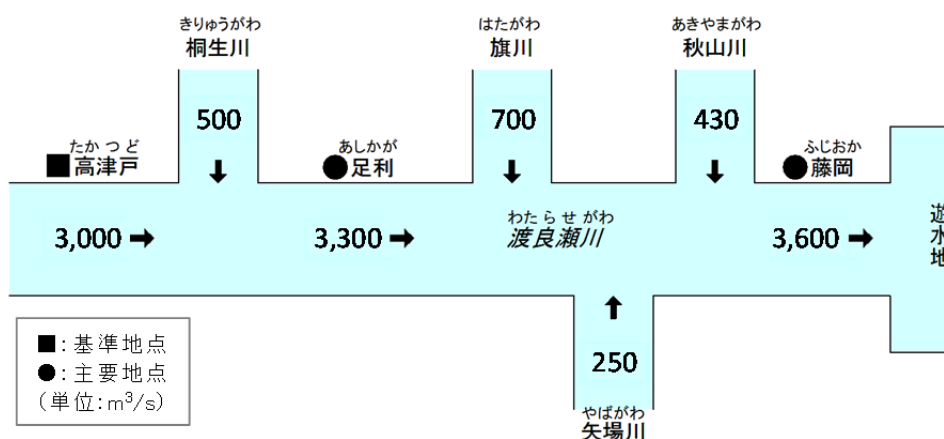 きりゅうがわ
桐生川
はたがわ
旗川
あきやまがわ
秋山川
500
700
430
たかつど
■高津戸
あしかが
●足利
ふじおか
●藤岡
3,000
3,300
わたらせがわ
渡良瀬川
3,600
遊水地
250
やばがわ
矢場川
■:基準地点
●:主要地点
(単位:m³/s)